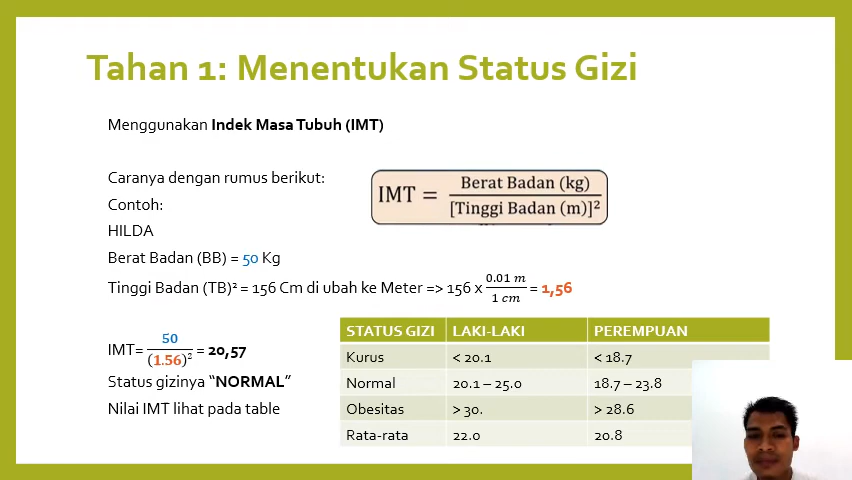 Tahan 1: Menentukan Status Gizi
Menggunakan Indek Masa Tubuh (IMT)
Caranya dengan rumus berikut:
IMT = Berat Badan (kg) / [Tinggi Badan (m)]²
Contoh:
HILDA
Berat Badan (BB) = 50 Kg
Tinggi Badan (TB)² = 156 Cm di ubah ke Meter => 156 x 0.01 m / 1 cm = 1,56
IMT= 50 / (1.56)² = 20,57
Status gizinya “NORMAL”
Nilai IMT lihat pada table
STATUS GIZI LAKI-LAKI PEREMPUAN
Kurus < 20.1 < 18.7
Normal 20.1 – 25.0 18.7 – 23.8
Obesitas > 30. > 28.6
Rata-rata 22.0 20.8